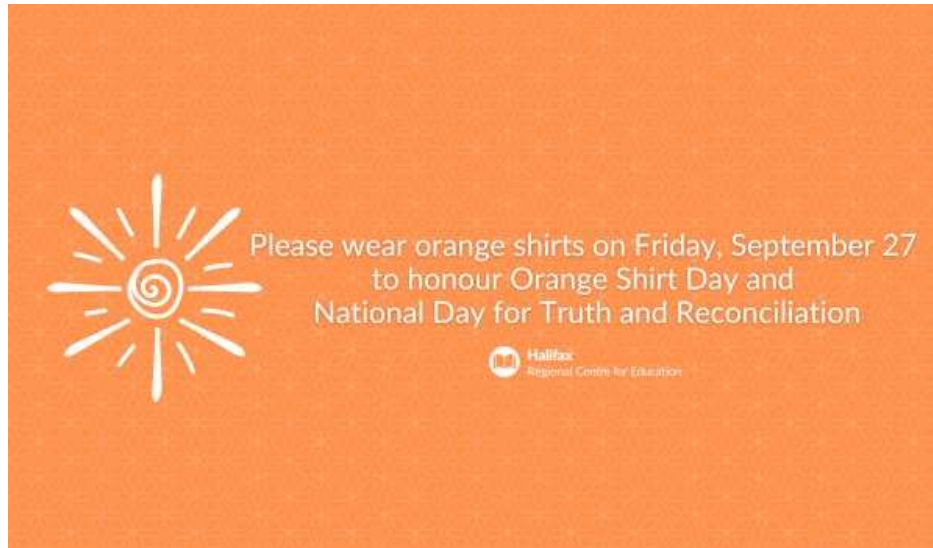 Please wear orange shirts on Friday, September 27
to honour Orange Shirt Day and
National Day for Truth and Reconciliation
Halifax
Regional Centre for Education